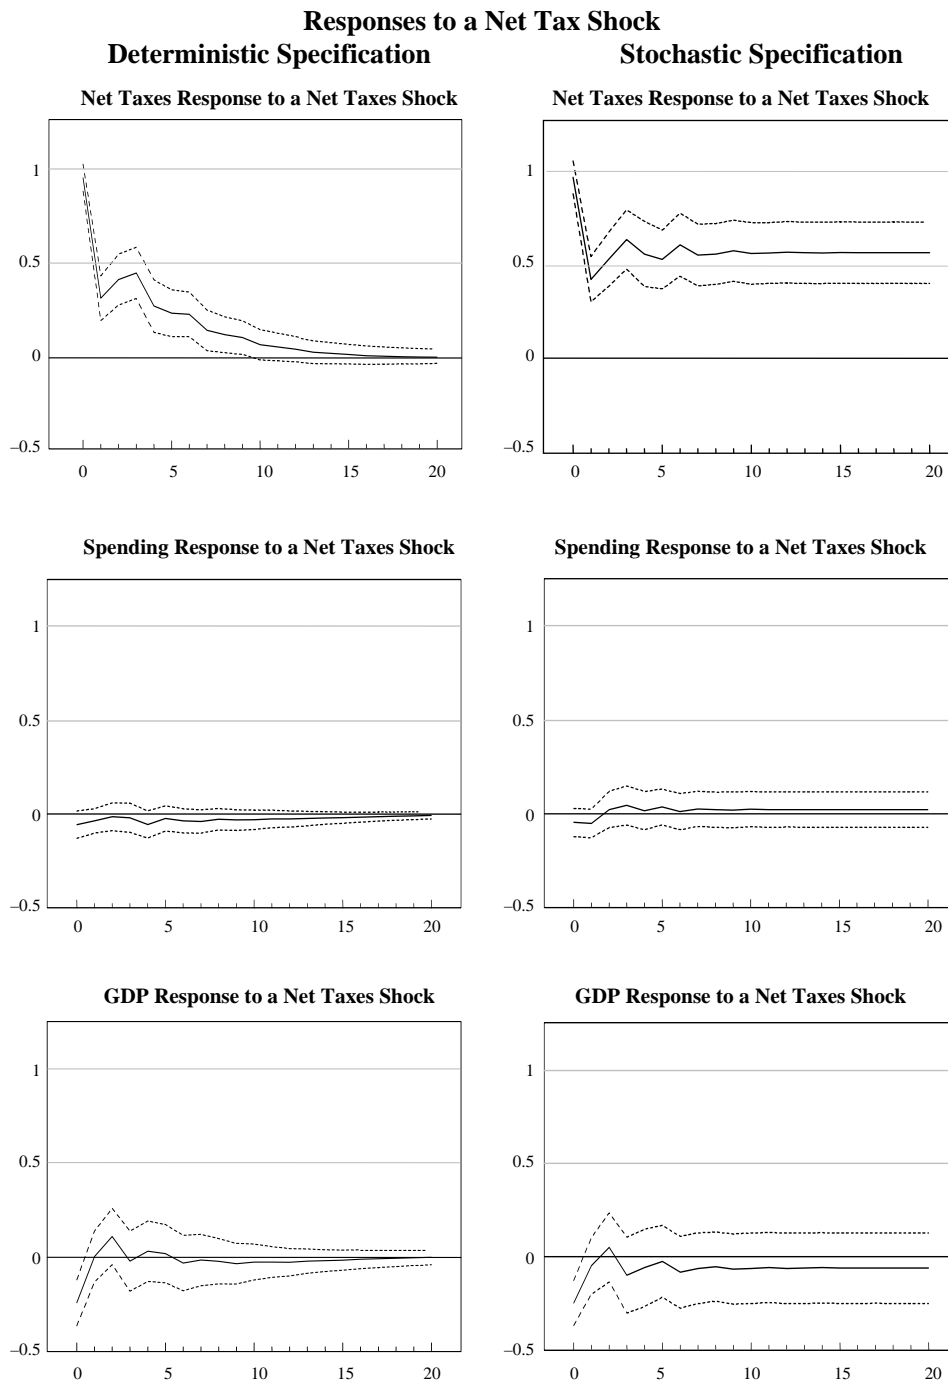 Responses to a Net Tax Shock
Deterministic Specification
Stochastic Specification
Net Taxes Response to a Net Taxes Shock
1
0.5
0
–0.5
0 5 10 15 20
Net Taxes Response to a Net Taxes Shock
1
0.5
0
–0.5
0 5 10 15 20
Spending Response to a Net Taxes Shock
1
0.5
0
–0.5
0 5 10 15 20
Spending Response to a Net Taxes Shock
1
0.5
0
–0.5
0 5 10 15 20
GDP Response to a Net Taxes Shock
1
0.5
0
–0.5
0 5 10 15 20
GDP Response to a Net Taxes Shock
1
0.5
0
–0.5
0 5 10 15 20